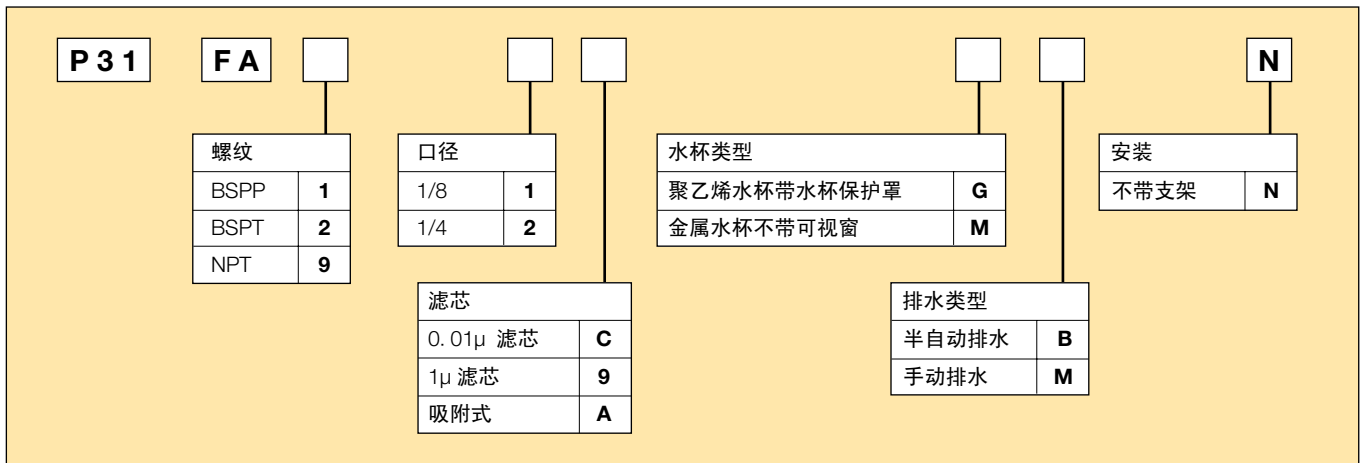 P31 FA N
螺纹
BSPP 1
BSPT 2
NPT 9
口径
1/8 1
1/4 2
水杯类型
聚乙烯水杯带水杯保护罩 G
金属水杯不带可视窗 M
安装
不带支架 N
滤芯
0.01μ 滤芯 C
1μ 滤芯 9
吸附式 A
排水类型
半自动排水 B
手动排水 M